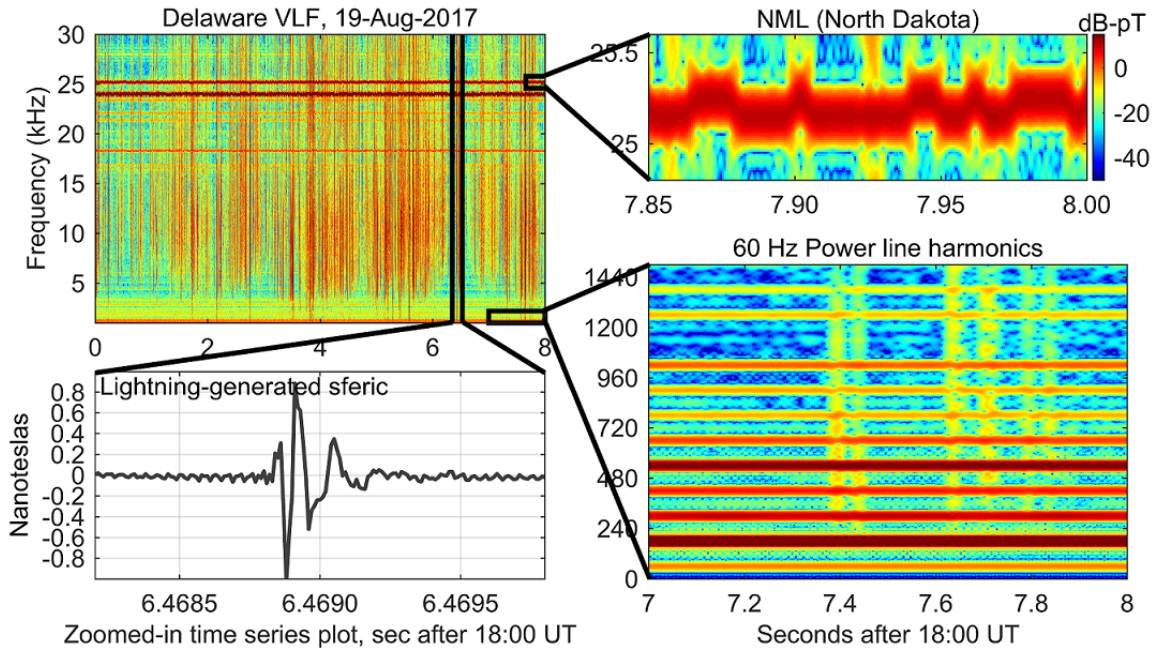 Delaware VLF, 19-Aug-2017
Frequency (kHz)
30
25
20
15
10
5
0 2 4 6 8
NML (North Dakota)
dB-pT
25.5
25
7.85 7.90 7.95 8.00
0
-20
-40
Lightning-generated sferic
Nanoteslas
0.8
0.6
0.4
0.2
0
-0.2
-0.4
-0.6
-0.8
6.4685 6.4690 6.4695
Zoomed-in time series plot, sec after 18:00 UT
60 Hz Power line harmonics
1440
1200
960
720
480
240
0
7 7.2 7.4 7.6 7.8 8
Seconds after 18:00 UT